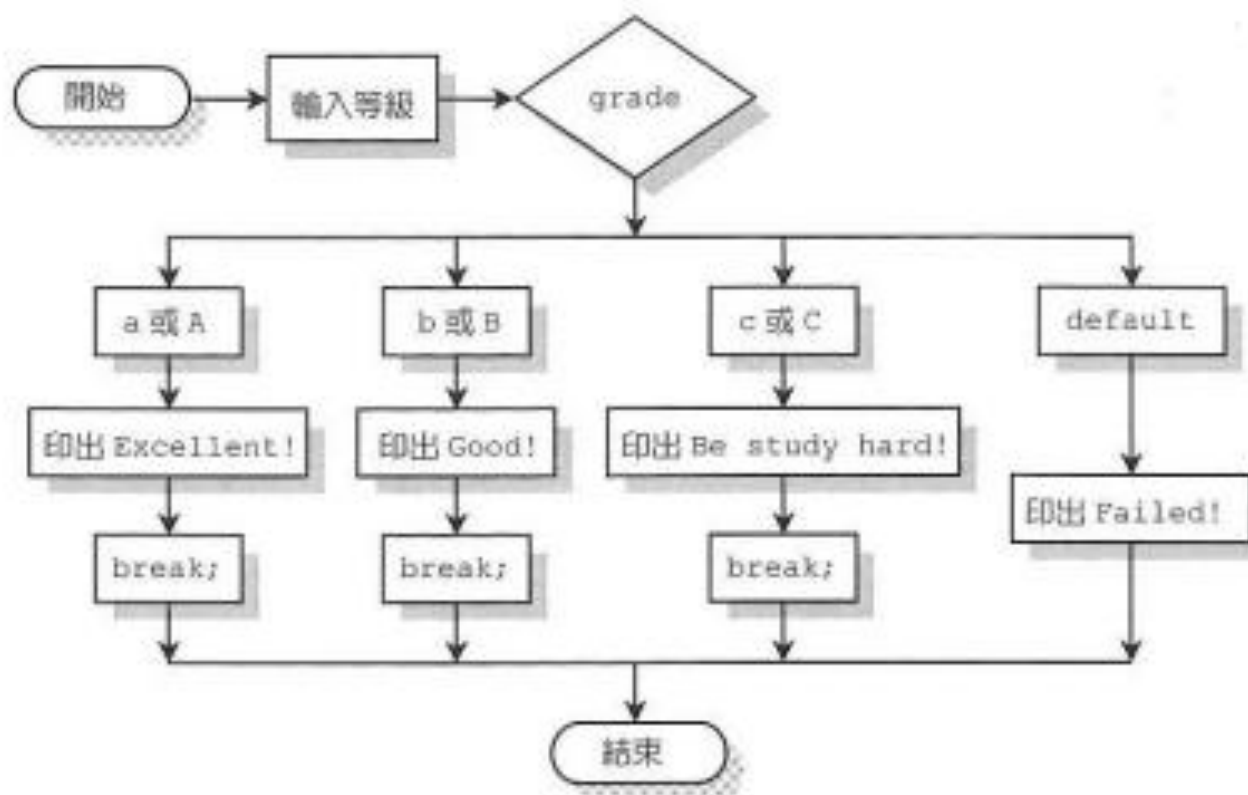 開始
輸入等級
grade
a 或 A
b 或 B
c 或 C
default
印出 Excellent!
印出 Good!
印出 Be study hard!
印出 Failed!
break;
break;
break;
結束